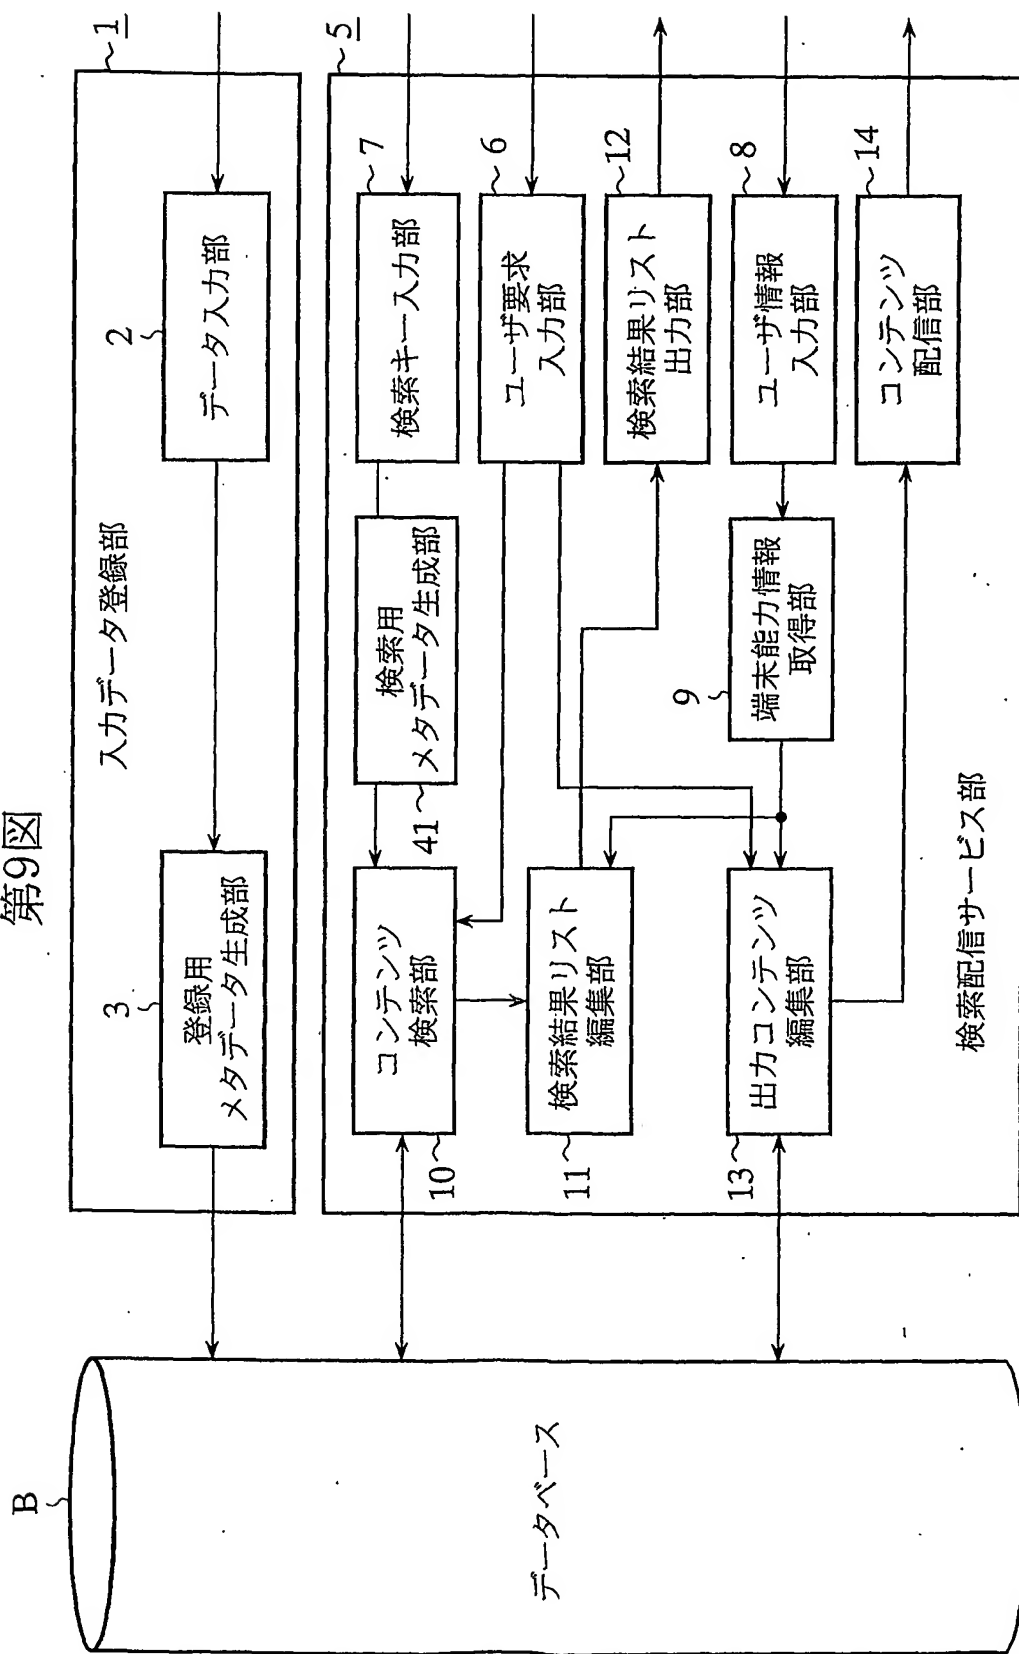 第9図
B
データベース
1
入力データ登録部
3
登録用
メタデータ生成部
2
データ入力部
5
10
コンテンツ
検索部
41
検索用
メタデータ生成部
7
検索キー入力部
6
ユーザ要求
入力部
11
検索結果リスト
編集部
12
検索結果リスト
出力部
13
出力コンテンツ
編集部
9
端末能力情報
取得部
8
ユーザ情報
入力部
14
コンテンツ
配信部
検索配信サービス部